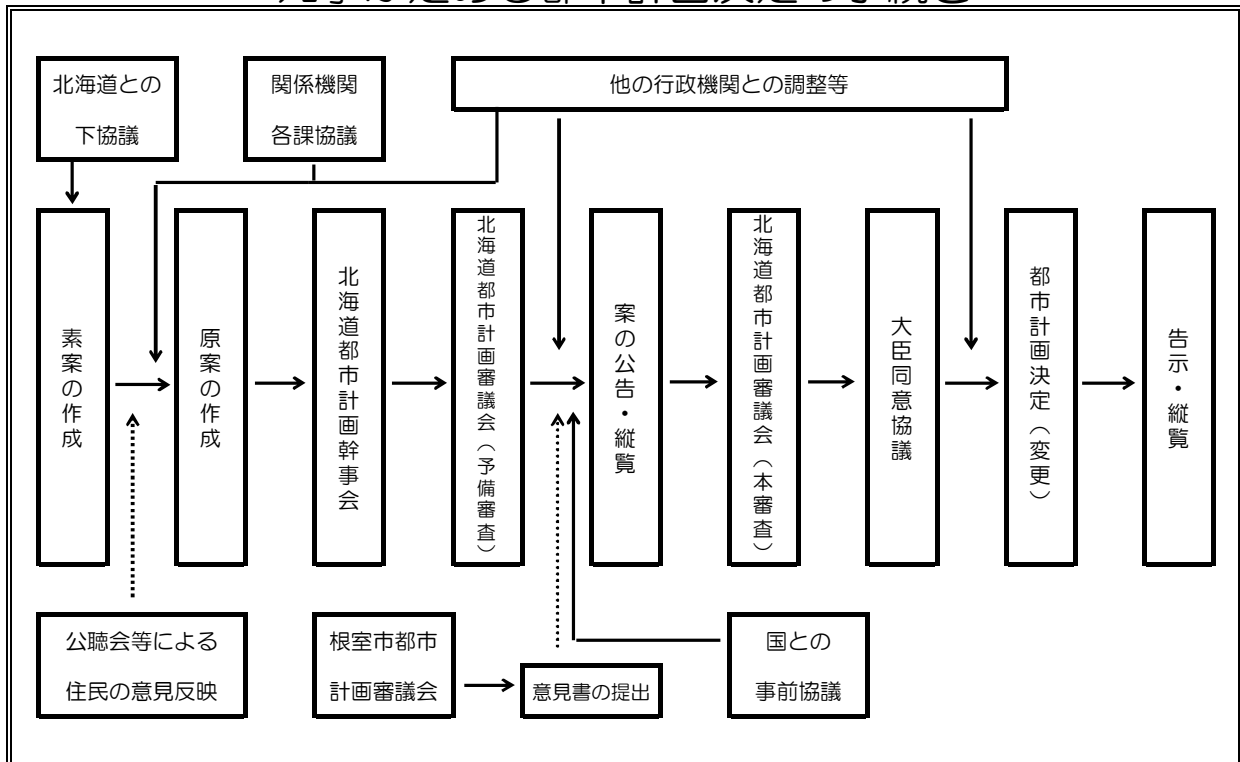 北海道との
下協議
関係機関
各課協議
他の行政機関との調整等
素案の作成
原案の作成
北海道都市計画幹事会
北海道都市計画審議会（予備審査）
案の公告・縦覧
北海道都市計画審議会（本審査）
大臣同意協議
都市計画決定（変更）
告示・縦覧
公聴会等による
住民の意見反映
根室市都市
計画審議会
意見書の提出
国との
事前協議